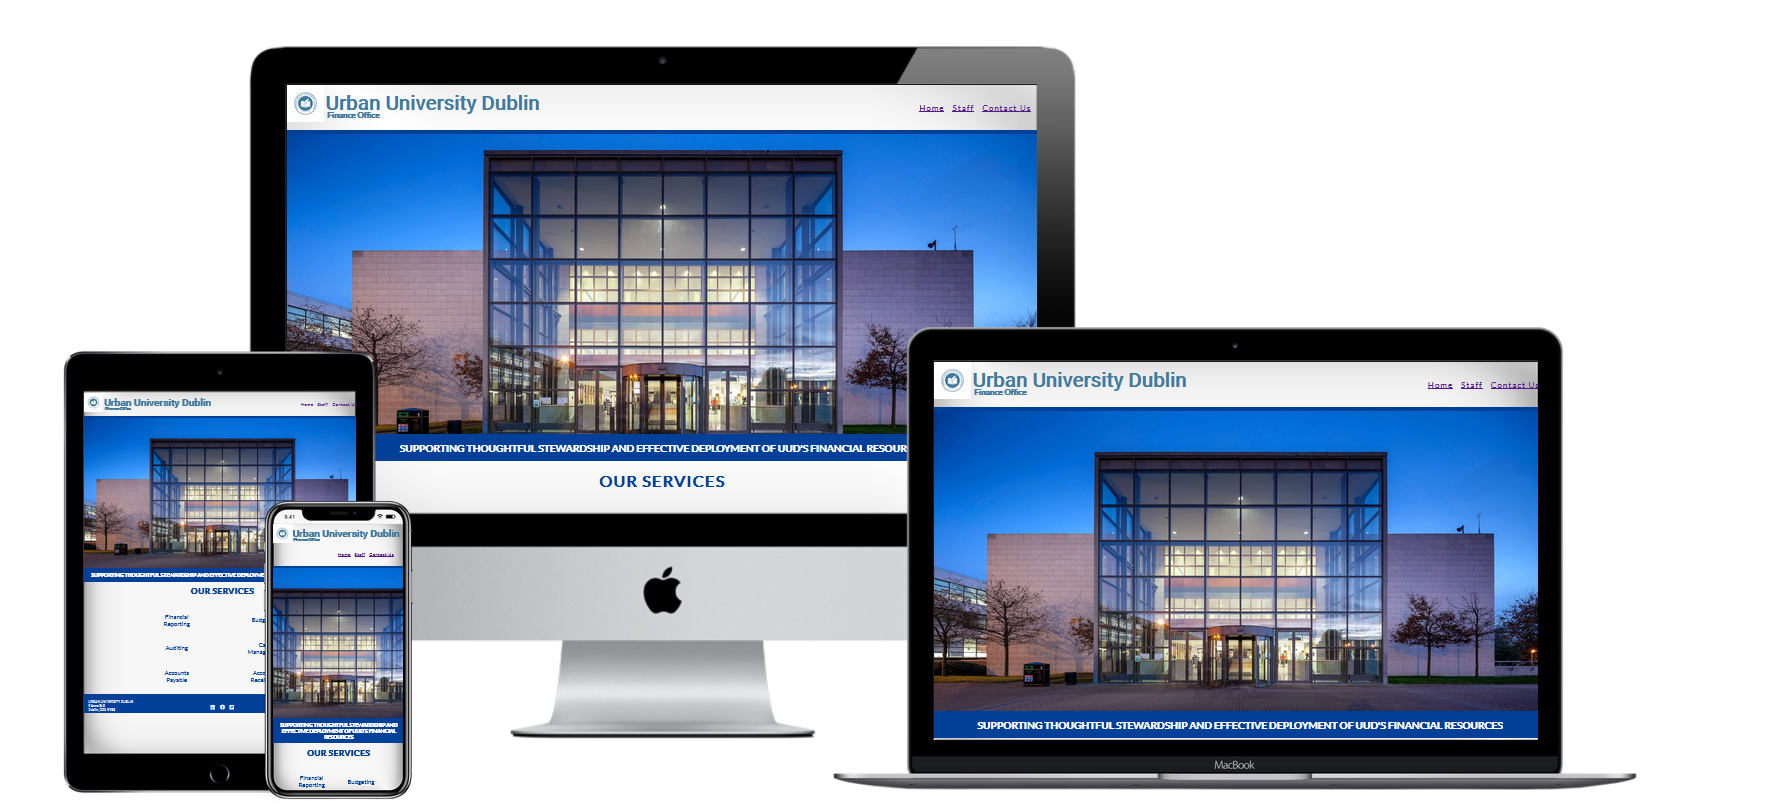 Urban University Dublin
Finance Office
Home Staff Contact Us
SUPPORTING THOUGHTFUL STEWARDSHIP AND EFFECTIVE DEPLOYMENT OF UUD'S FINANCIAL RESOUR
OUR SERVICES
Urban University Dublin
Finance Office
Home Staff Contact Us
SUPPORTING THOUGHTFUL STEWARDSHIP AND EFFECTIVE DEPLOYMENT OF UUD'S FINANCIAL RESOURCES
MacBook
Urban University Dublin
Finance Office
Home Staff Contact U
SUPPORTING THOUGHTFUL STEWARDSHIP AND EFFECTIVE DEPLOYME
OUR SERVICES
Financial
Reporting
Budg
Auditing
Ca
Manag
Accounts
Payable
Acco
Recei
URBAN UNIVERSITY DUBLIN
9:41
Urban University Dublin
Finance Office
Home Staff Contact Us
SUPPORTING THOUGHTFUL STEWARDSHIP AND
EFFECTIVE DEPLOYMENT OF UUD'S FINANCIAL
RESOURCES
OUR SERVICES
Financial
Reporting
Budgeting